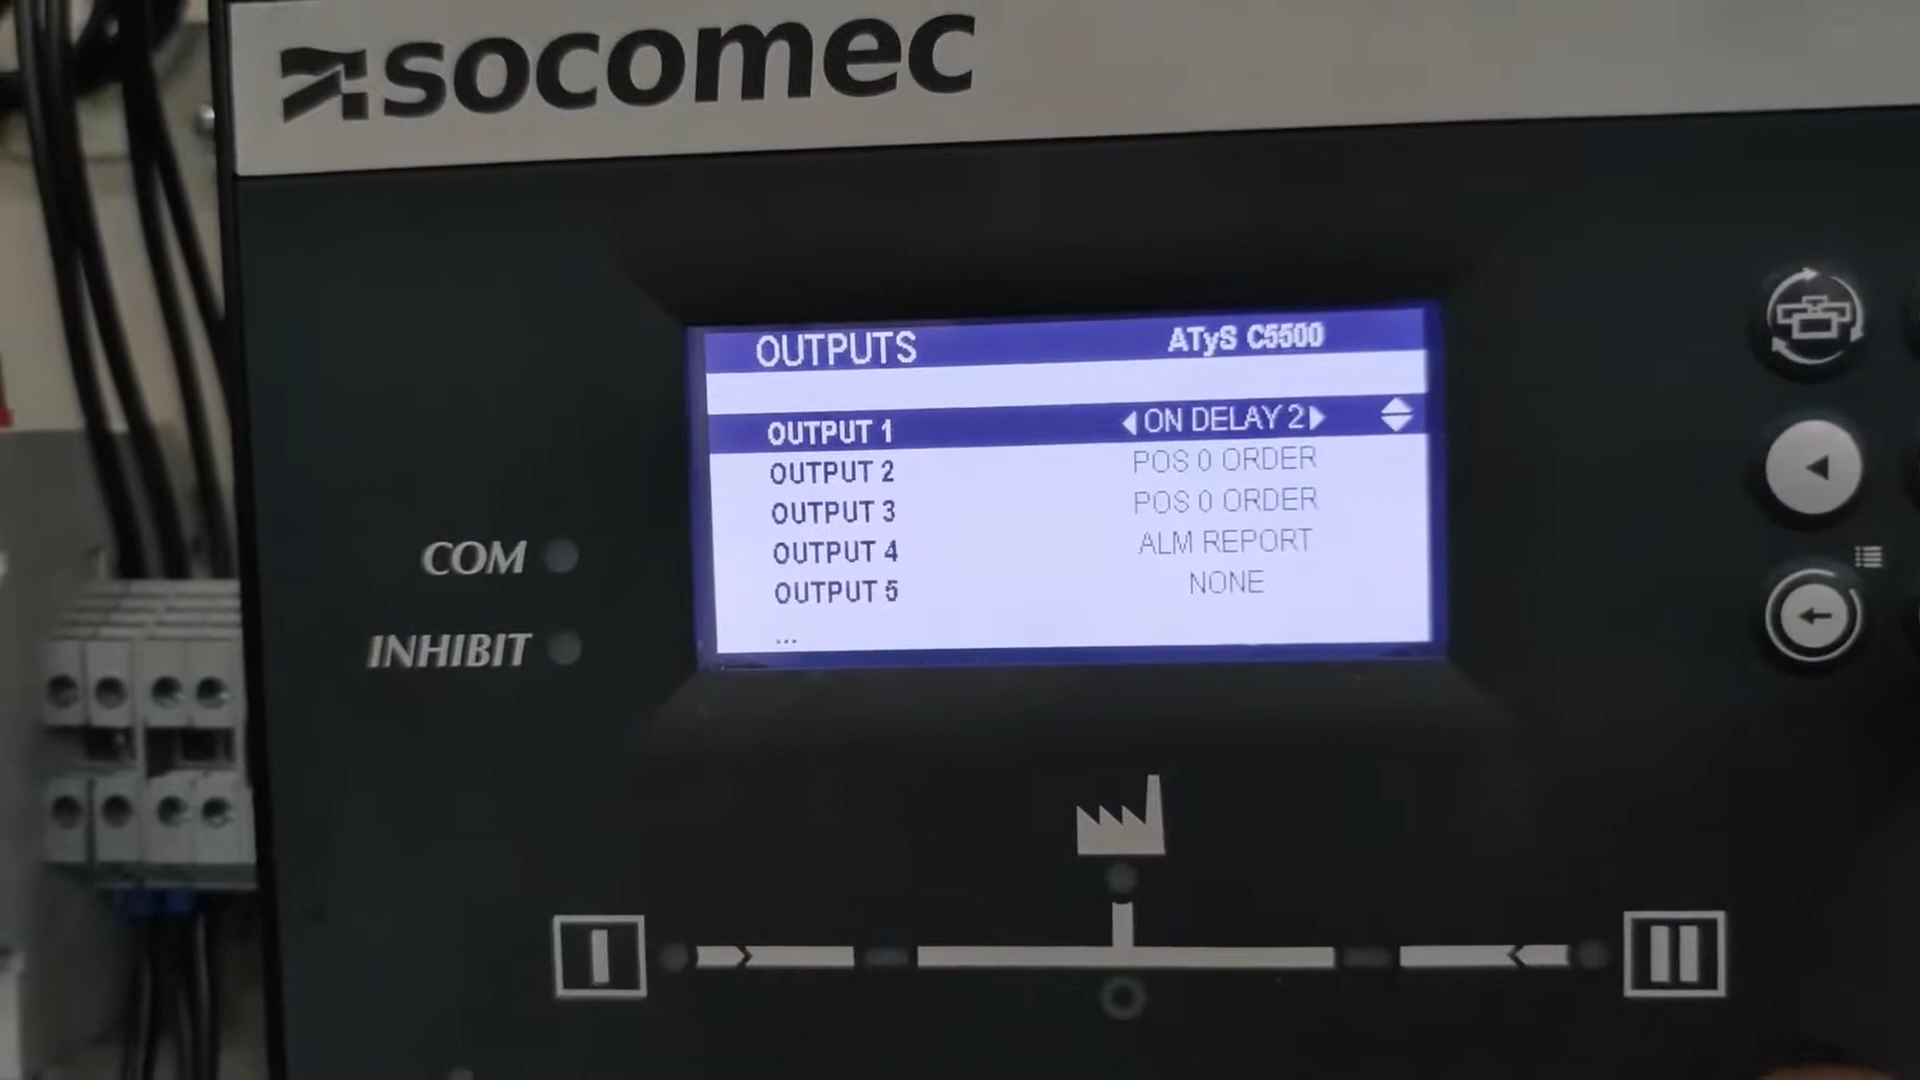 socomec
OUTPUTS ATyS C5500
OUTPUT 1 ON DELAY 2
OUTPUT 2 POS 0 ORDER
OUTPUT 3 POS 0 ORDER
OUTPUT 4 ALM REPORT
OUTPUT 5 NONE
...
COM
INHIBIT
I II